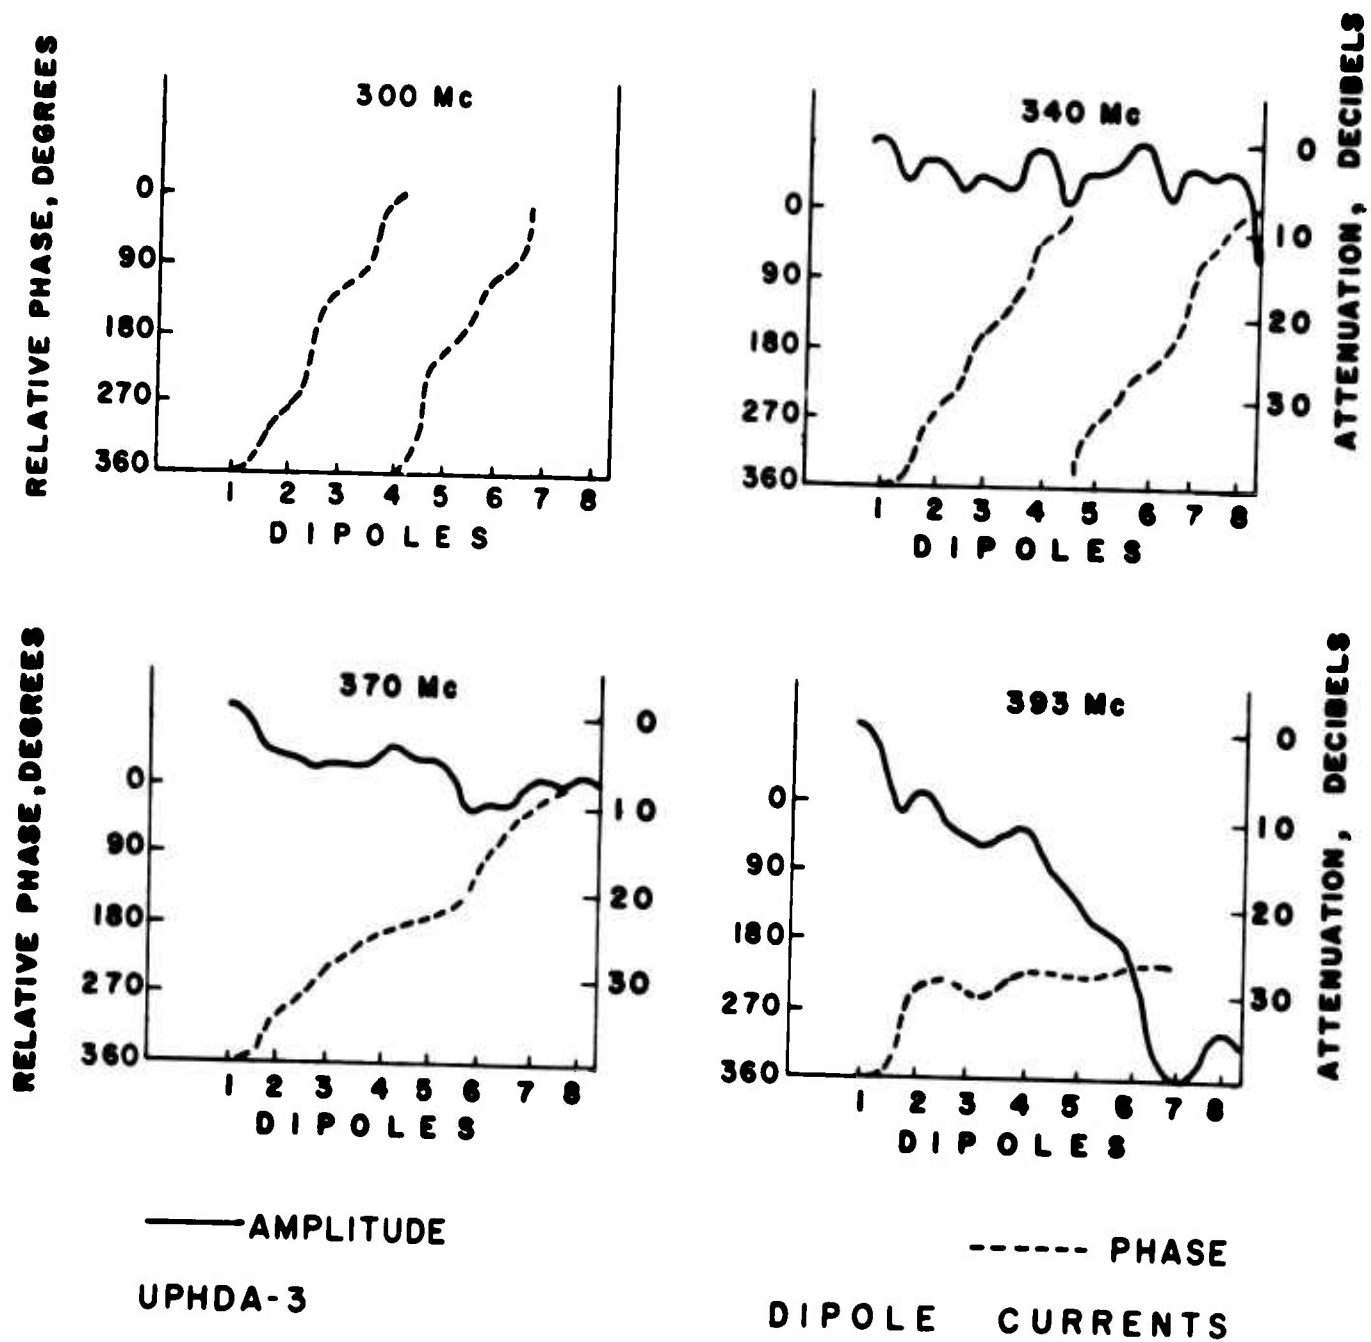 RELATIVE PHASE, DEGREES
300 Mc
0
90
180
270
360
1 2 3 4 5 6 7 8
DIPOLES
340 Mc
0
90
180
270
360
0
10
20
30
ATTENUATION, DECIBELS
1 2 3 4 5 6 7 8
DIPOLES
RELATIVE PHASE, DEGREES
370 Mc
0
90
180
270
360
0
10
20
30
1 2 3 4 5 6 7 8
DIPOLES
393 Mc
0
90
180
270
360
0
10
20
30
ATTENUATION, DECIBELS
1 2 3 4 5 6 7 8
DIPOLES
AMPLITUDE
PHASE
UPHDA-3
DIPOLE CURRENTS